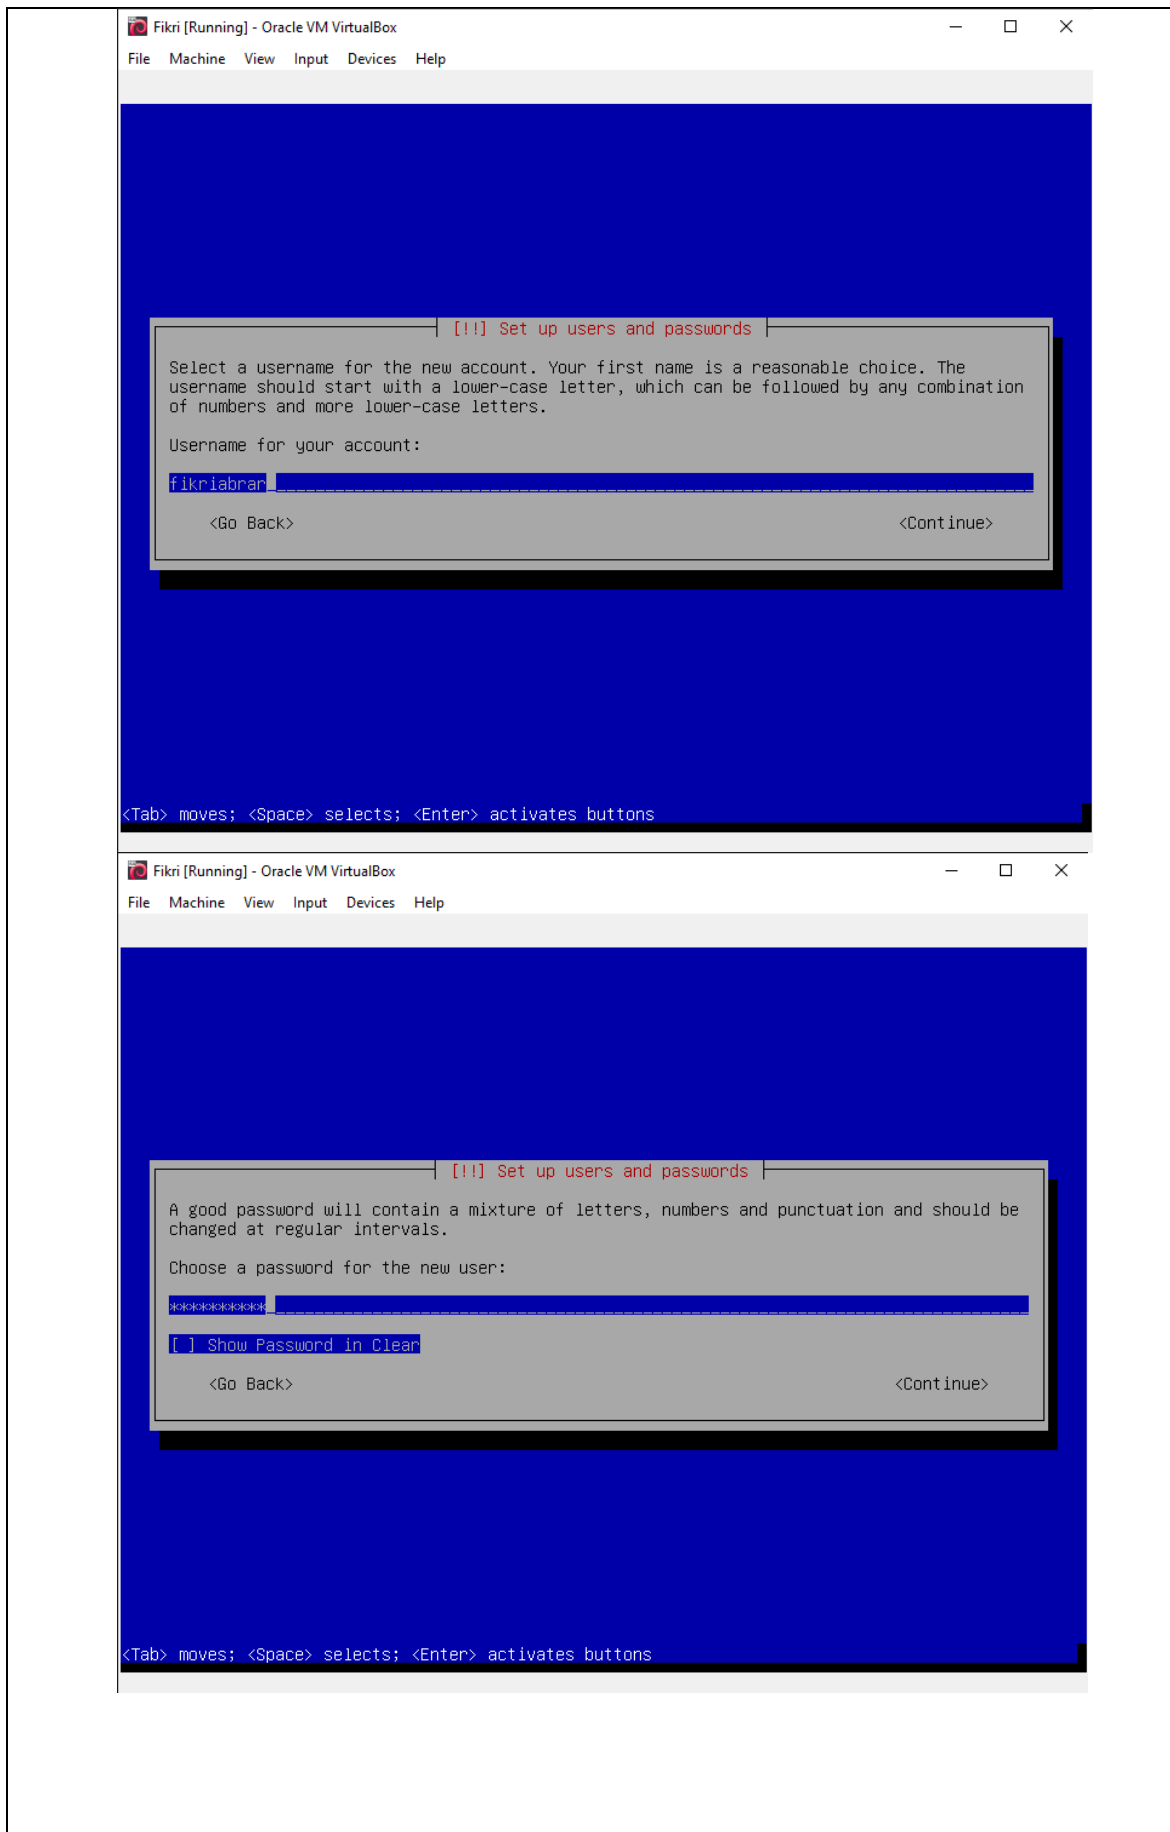 Fikri [Running] - Oracle VM VirtualBox
File Machine View Input Devices Help
[!!] Set up users and passwords
Select a username for the new account. Your first name is a reasonable choice. The
username should start with a lower-case letter, which can be followed by any combination
of numbers and more lower-case letters.
Username for your account:
fikriabran
<Go Back> <Continue>
<Tab> moves; <Space> selects; <Enter> activates buttons
Fikri [Running] - Oracle VM VirtualBox
File Machine View Input Devices Help
[!!] Set up users and passwords
A good password will contain a mixture of letters, numbers and punctuation and should be
changed at regular intervals.
Choose a password for the new user:
**********
[ ] Show Password in Clear
<Go Back> <Continue>
<Tab> moves; <Space> selects; <Enter> activates buttons